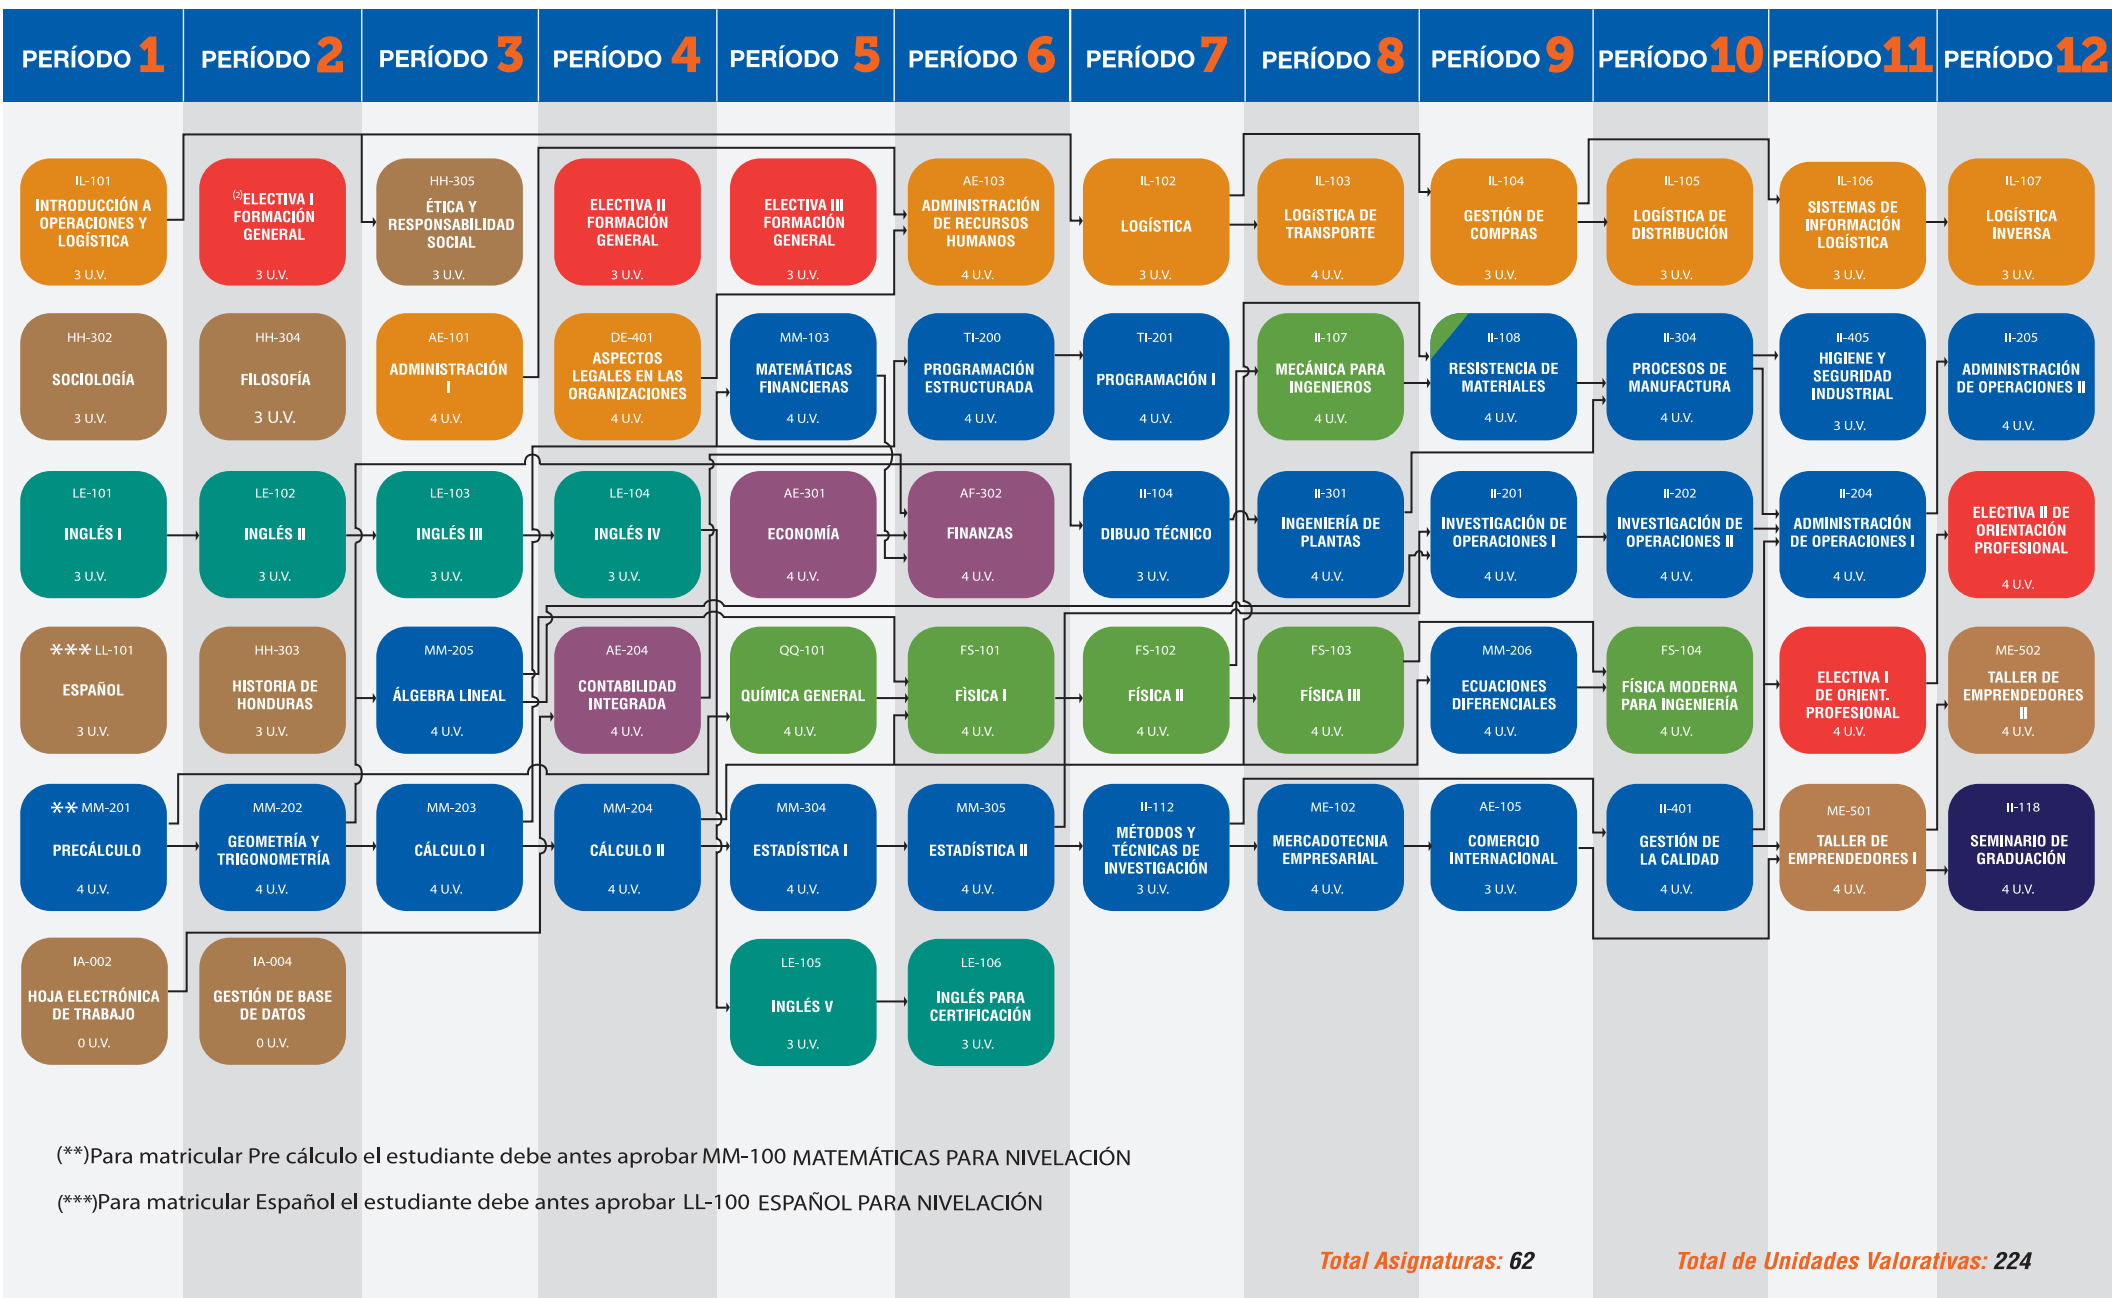 PERÍODO 1
PERÍODO 2
PERÍODO 3
PERÍODO 4
PERÍODO 5
PERÍODO 6
PERÍODO 7
PERÍODO 8
PERÍODO 9
PERÍODO 10
PERÍODO 11
PERÍODO 12
IL-101
INTRODUCCIÓN A
OPERACIONES Y
LOGÍSTICA
3 U.V.
(2)ELECTIVA I
FORMACIÓN
GENERAL
3 U.V.
HH-305
ÉTICA Y
RESPONSABILIDAD
SOCIAL
3 U.V.
ELECTIVA II
FORMACIÓN
GENERAL
3 U.V.
ELECTIVA III
FORMACIÓN
GENERAL
3 U.V.
AE-103
ADMINISTRACIÓN
DE RECURSOS
HUMANOS
4 U.V.
IL-102
LOGÍSTICA
3 U.V.
IL-103
LOGÍSTICA DE
TRANSPORTE
4 U.V.
IL-104
GESTIÓN DE
COMPRAS
3 U.V.
IL-105
LOGÍSTICA DE
DISTRIBUCIÓN
3 U.V.
IL-106
SISTEMAS DE
INFORMACIÓN
LOGÍSTICA
3 U.V.
IL-107
LOGÍSTICA
INVERSA
3 U.V.
HH-302
SOCIOLOGÍA
3 U.V.
HH-304
FILOSOFÍA
3 U.V.
AE-101
ADMINISTRACIÓN
I
4 U.V.
DE-401
ASPECTOS
LEGALES EN LAS
ORGANIZACIONES
4 U.V.
MM-103
MATEMÁTICAS
FINANCIERAS
4 U.V.
TI-200
PROGRAMACIÓN
ESTRUCTURADA
4 U.V.
TI-201
PROGRAMACIÓN I
4 U.V.
II-107
MECÁNICA PARA
INGENIEROS
4 U.V.
II-108
RESISTENCIA DE
MATERIALES
4 U.V.
II-304
PROCESOS DE
MANUFACTURA
4 U.V.
II-405
HIGIENE Y
SEGURIDAD
INDUSTRIAL
3 U.V.
II-205
ADMINISTRACIÓN
DE OPERACIONES II
4 U.V.
LE-101
INGLÉS I
3 U.V.
LE-102
INGLÉS II
3 U.V.
LE-103
INGLÉS III
3 U.V.
LE-104
INGLÉS IV
3 U.V.
AE-301
ECONOMÍA
4 U.V.
AF-302
FINANZAS
4 U.V.
II-104
DIBUJO TÉCNICO
3 U.V.
II-301
INGENIERÍA DE
PLANTAS
4 U.V.
II-201
INVESTIGACIÓN DE
OPERACIONES I
4 U.V.
II-202
INVESTIGACIÓN DE
OPERACIONES II
4 U.V.
II-204
ADMINISTRACIÓN
DE OPERACIONES I
4 U.V.
ELECTIVA II DE
ORIENTACIÓN
PROFESIONAL
4 U.V.
*** LL-101
ESPAÑOL
3 U.V.
HH-303
HISTORIA DE
HONDURAS
3 U.V.
MM-205
ÁLGEBRA LINEAL
4 U.V.
AE-204
CONTABILIDAD
INTEGRADA
4 U.V.
QQ-101
QUÍMICA GENERAL
4 U.V.
FS-101
FÌSICA I
4 U.V.
FS-102
FÍSICA II
4 U.V.
FS-103
FÍSICA III
4 U.V.
MM-206
ECUACIONES
DIFERENCIALES
4 U.V.
FS-104
FÍSICA MODERNA
PARA INGENIERÍA
4 U.V.
ELECTIVA I
DE ORIENT.
PROFESIONAL
4 U.V.
ME-502
TALLER DE
EMPRENDEDORES
II
4 U.V.
** MM-201
PRECÁLCULO
4 U.V.
MM-202
GEOMETRÍA Y
TRIGONOMETRÍA
4 U.V.
MM-203
CÁLCULO I
4 U.V.
MM-204
CÁLCULO II
4 U.V.
MM-304
ESTADÍSTICA I
4 U.V.
MM-305
ESTADÍSTICA II
4 U.V.
II-112
MÉTODOS Y
TÉCNICAS DE
INVESTIGACIÓN
3 U.V.
ME-102
MERCADOTECNIA
EMPRESARIAL
4 U.V.
AE-105
COMERCIO
INTERNACIONAL
3 U.V.
II-401
GESTIÓN DE
LA CALIDAD
4 U.V.
ME-501
TALLER DE
EMPRENDEDORES I
4 U.V.
II-118
SEMINARIO DE
GRADUACIÓN
4 U.V.
IA-002
HOJA ELECTRÓNICA
DE TRABAJO
0 U.V.
IA-004
GESTIÓN DE BASE
DE DATOS
0 U.V.
LE-105
INGLÉS V
3 U.V.
LE-106
INGLÉS PARA
CERTIFICACIÓN
3 U.V.
(**)Para matricular Pre cálculo el estudiante debe antes aprobar MM-100 MATEMÁTICAS PARA NIVELACIÓN
(***)Para matricular Español el estudiante debe antes aprobar LL-100 ESPAÑOL PARA NIVELACIÓN
Total Asignaturas: 62
Total de Unidades Valorativas: 224